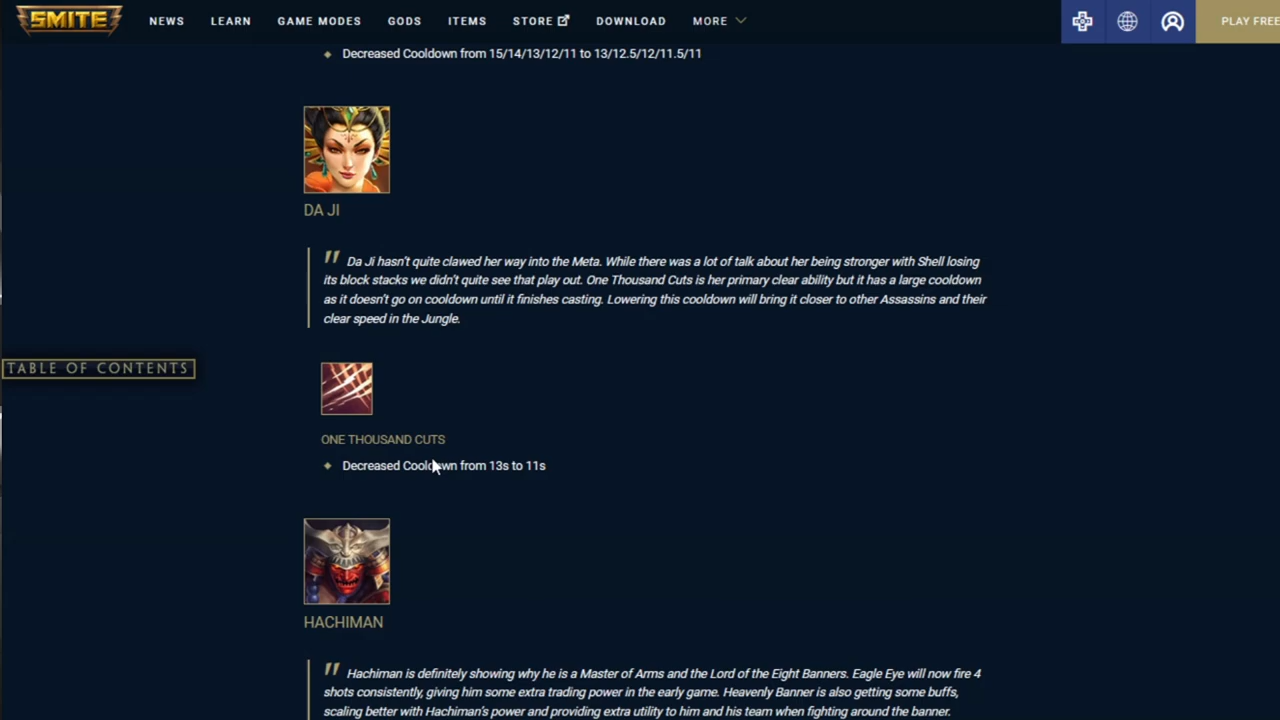 SMITE NEWS LEARN GAME MODES GODS ITEMS STORE DOWNLOAD MORE PLAY FREE
Decreased Cooldown from 15/14/13/12/11 to 13/12.5/12/11.5/11
DA JI
" Da Ji hasn't quite clawed her way into the Meta. While there was a lot of talk about her being stronger with Shell losing
its block stacks we didn't quite see that play out. One Thousand Cuts is her primary clear ability but it has a large cooldown
as it doesn't go on cooldown until it finishes casting. Lowering this cooldown will bring it closer to other Assassins and their
clear speed in the Jungle.
TABLE OF CONTENTS
ONE THOUSAND CUTS
Decreased Cooldown from 13s to 11s
HACHIMAN
" Hachiman is definitely showing why he is a Master of Arms and the Lord of the Eight Banners. Eagle Eye will now fire 4
shots consistently, giving him some extra trading power in the early game. Heavenly Banner is also getting some buffs,
scaling better with Hachiman's power and providing extra utility to him and his team when fighting around the banner.